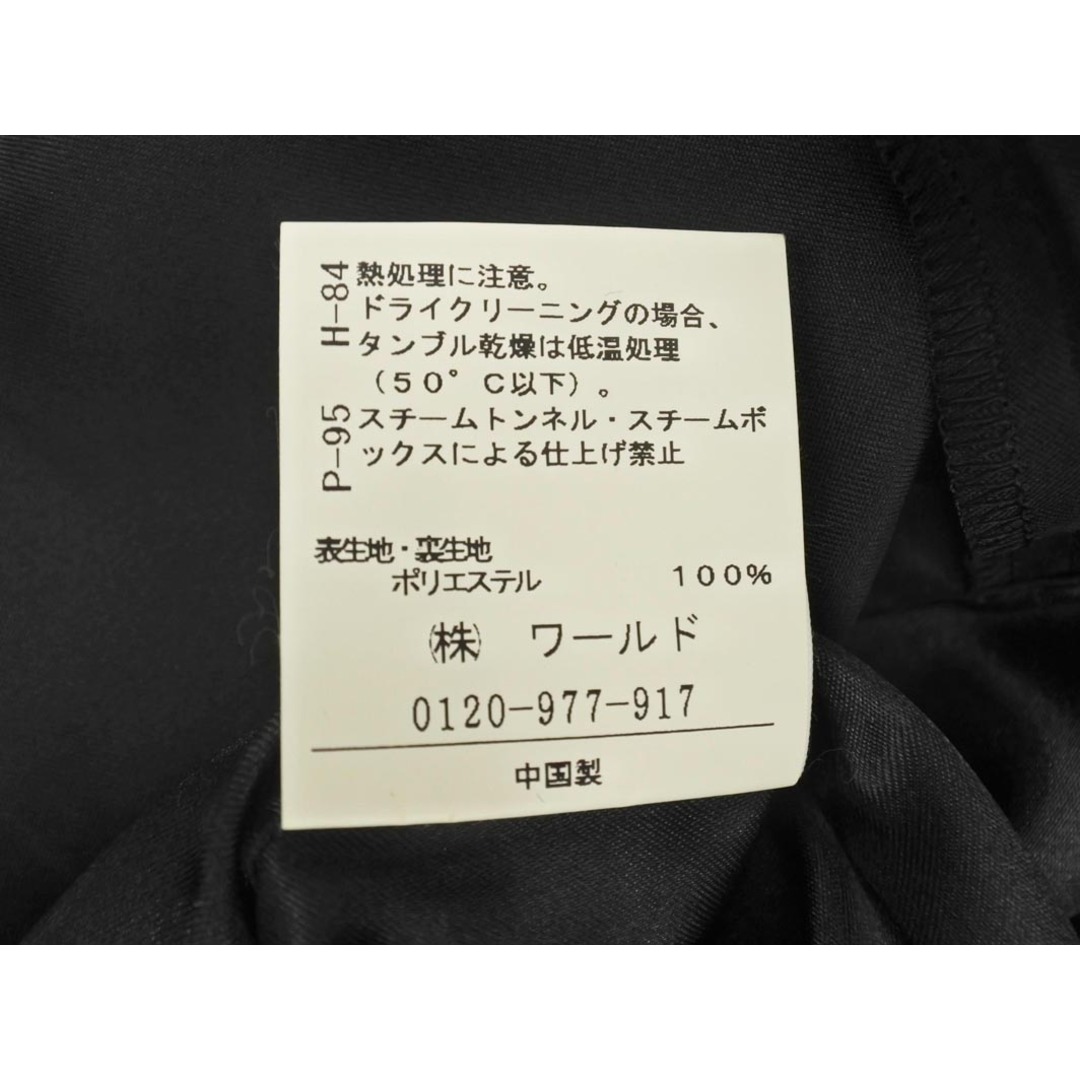 H-84 熱処理に注意。
ドライクリーニングの場合、
タンブル乾燥は低温処理
（５０°Ｃ以下）。
P-95 スチームトンネル・スチームボ
ックスによる仕上げ禁止
表生地・裏生地
ポリエステル 100%
㈱ ワールド
0120-977-917
中国製